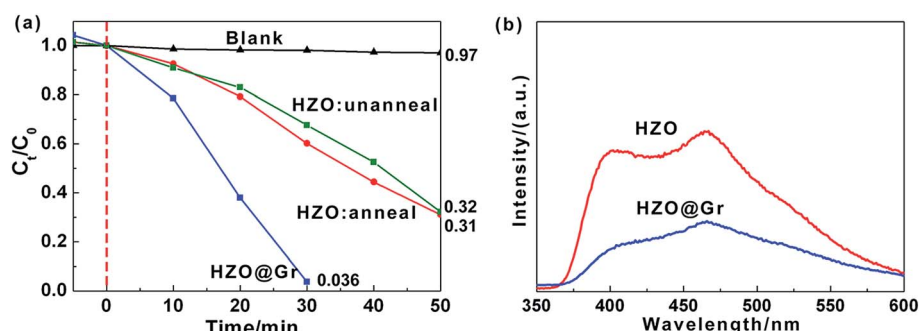 (a)
1.0
0.8
0.6
0.4
0.2
0.0
Ct/C0
Blank
0.97
HZO:unanneal
HZO:anneal
0.32
0.31
HZO@Gr
0.036
0 10 20 30 40 50
Time/min
(b)
Intensity/(a.u.)
HZO
HZO@Gr
350 400 450 500 550 600
Wavelength/nm